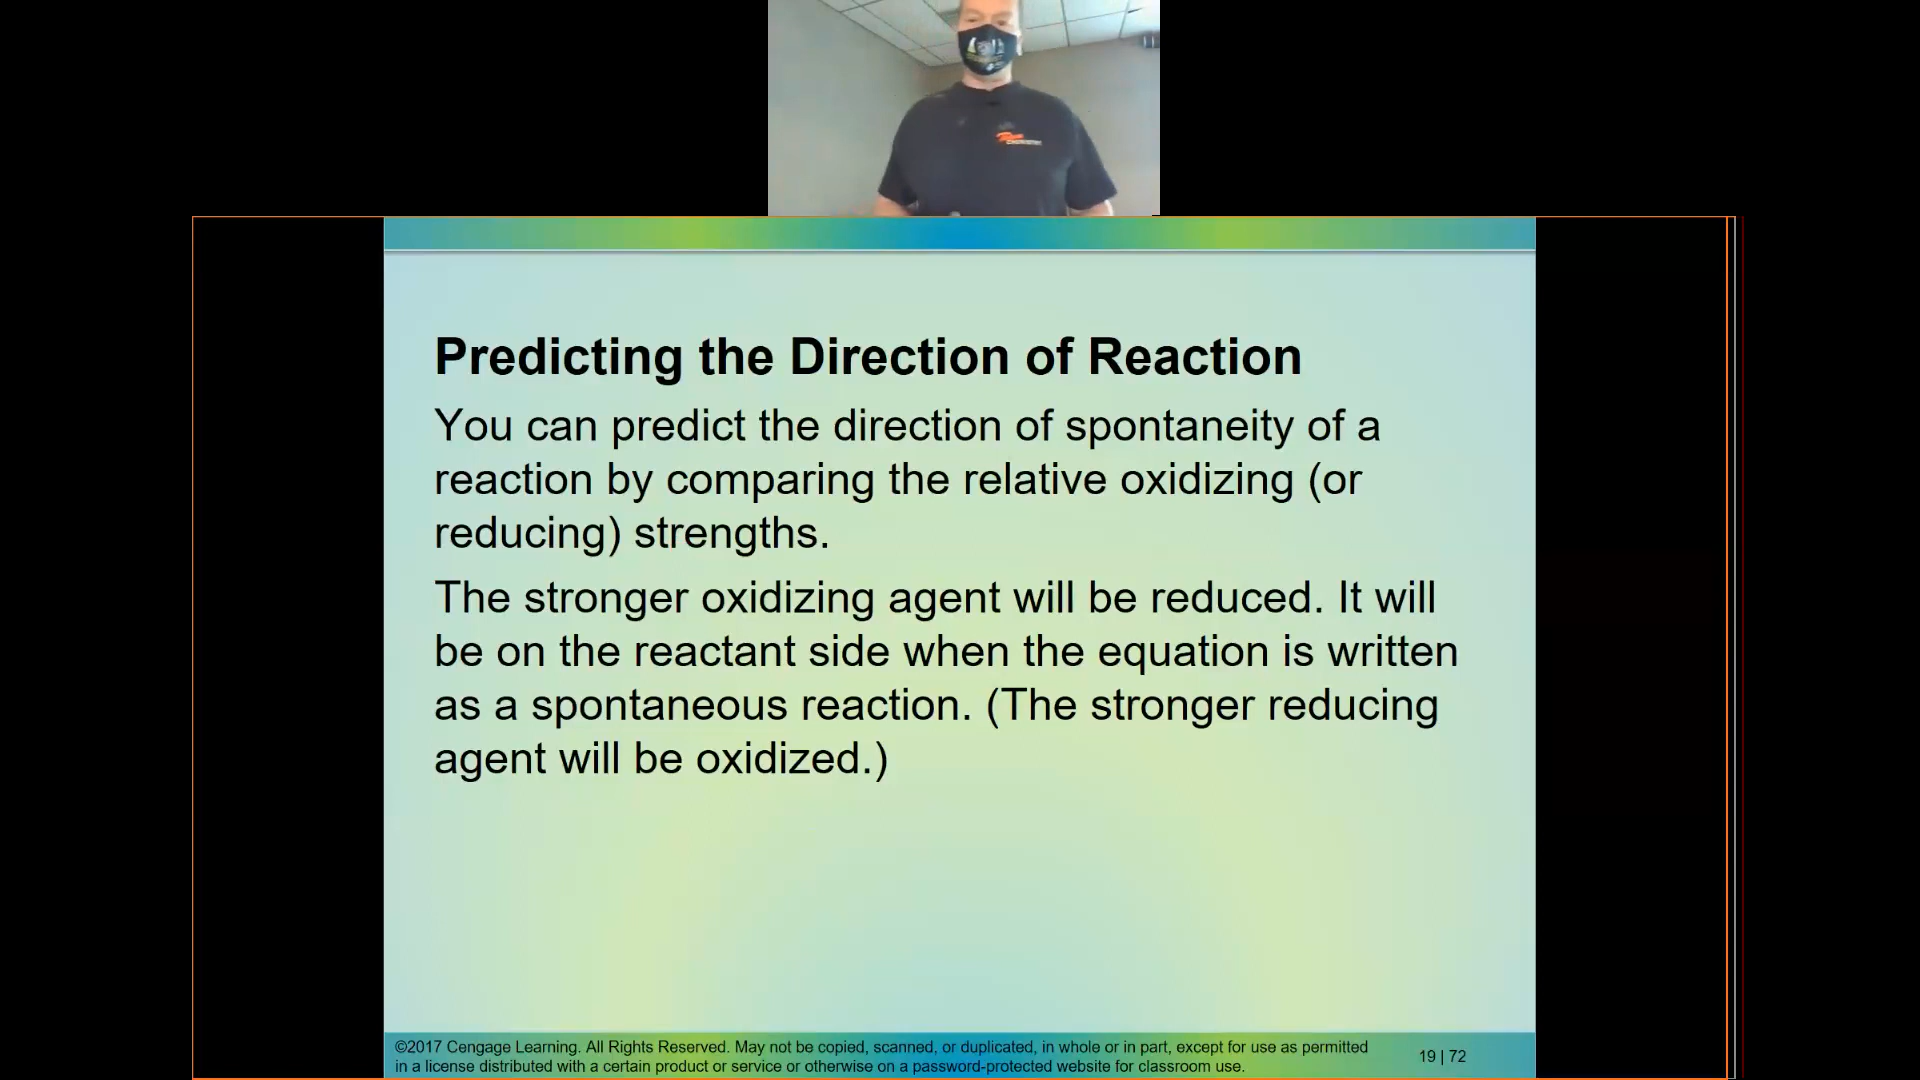 Predicting the Direction of Reaction
You can predict the direction of spontaneity of a
reaction by comparing the relative oxidizing (or
reducing) strengths.
The stronger oxidizing agent will be reduced. It will
be on the reactant side when the equation is written
as a spontaneous reaction. (The stronger reducing
agent will be oxidized.)
©2017 Cengage Learning. All Rights Reserved. May not be copied, scanned, or duplicated, in whole or in part, except for use as permitted
in a license distributed with a certain product or service or otherwise on a password-protected website for classroom use.
19 | 72